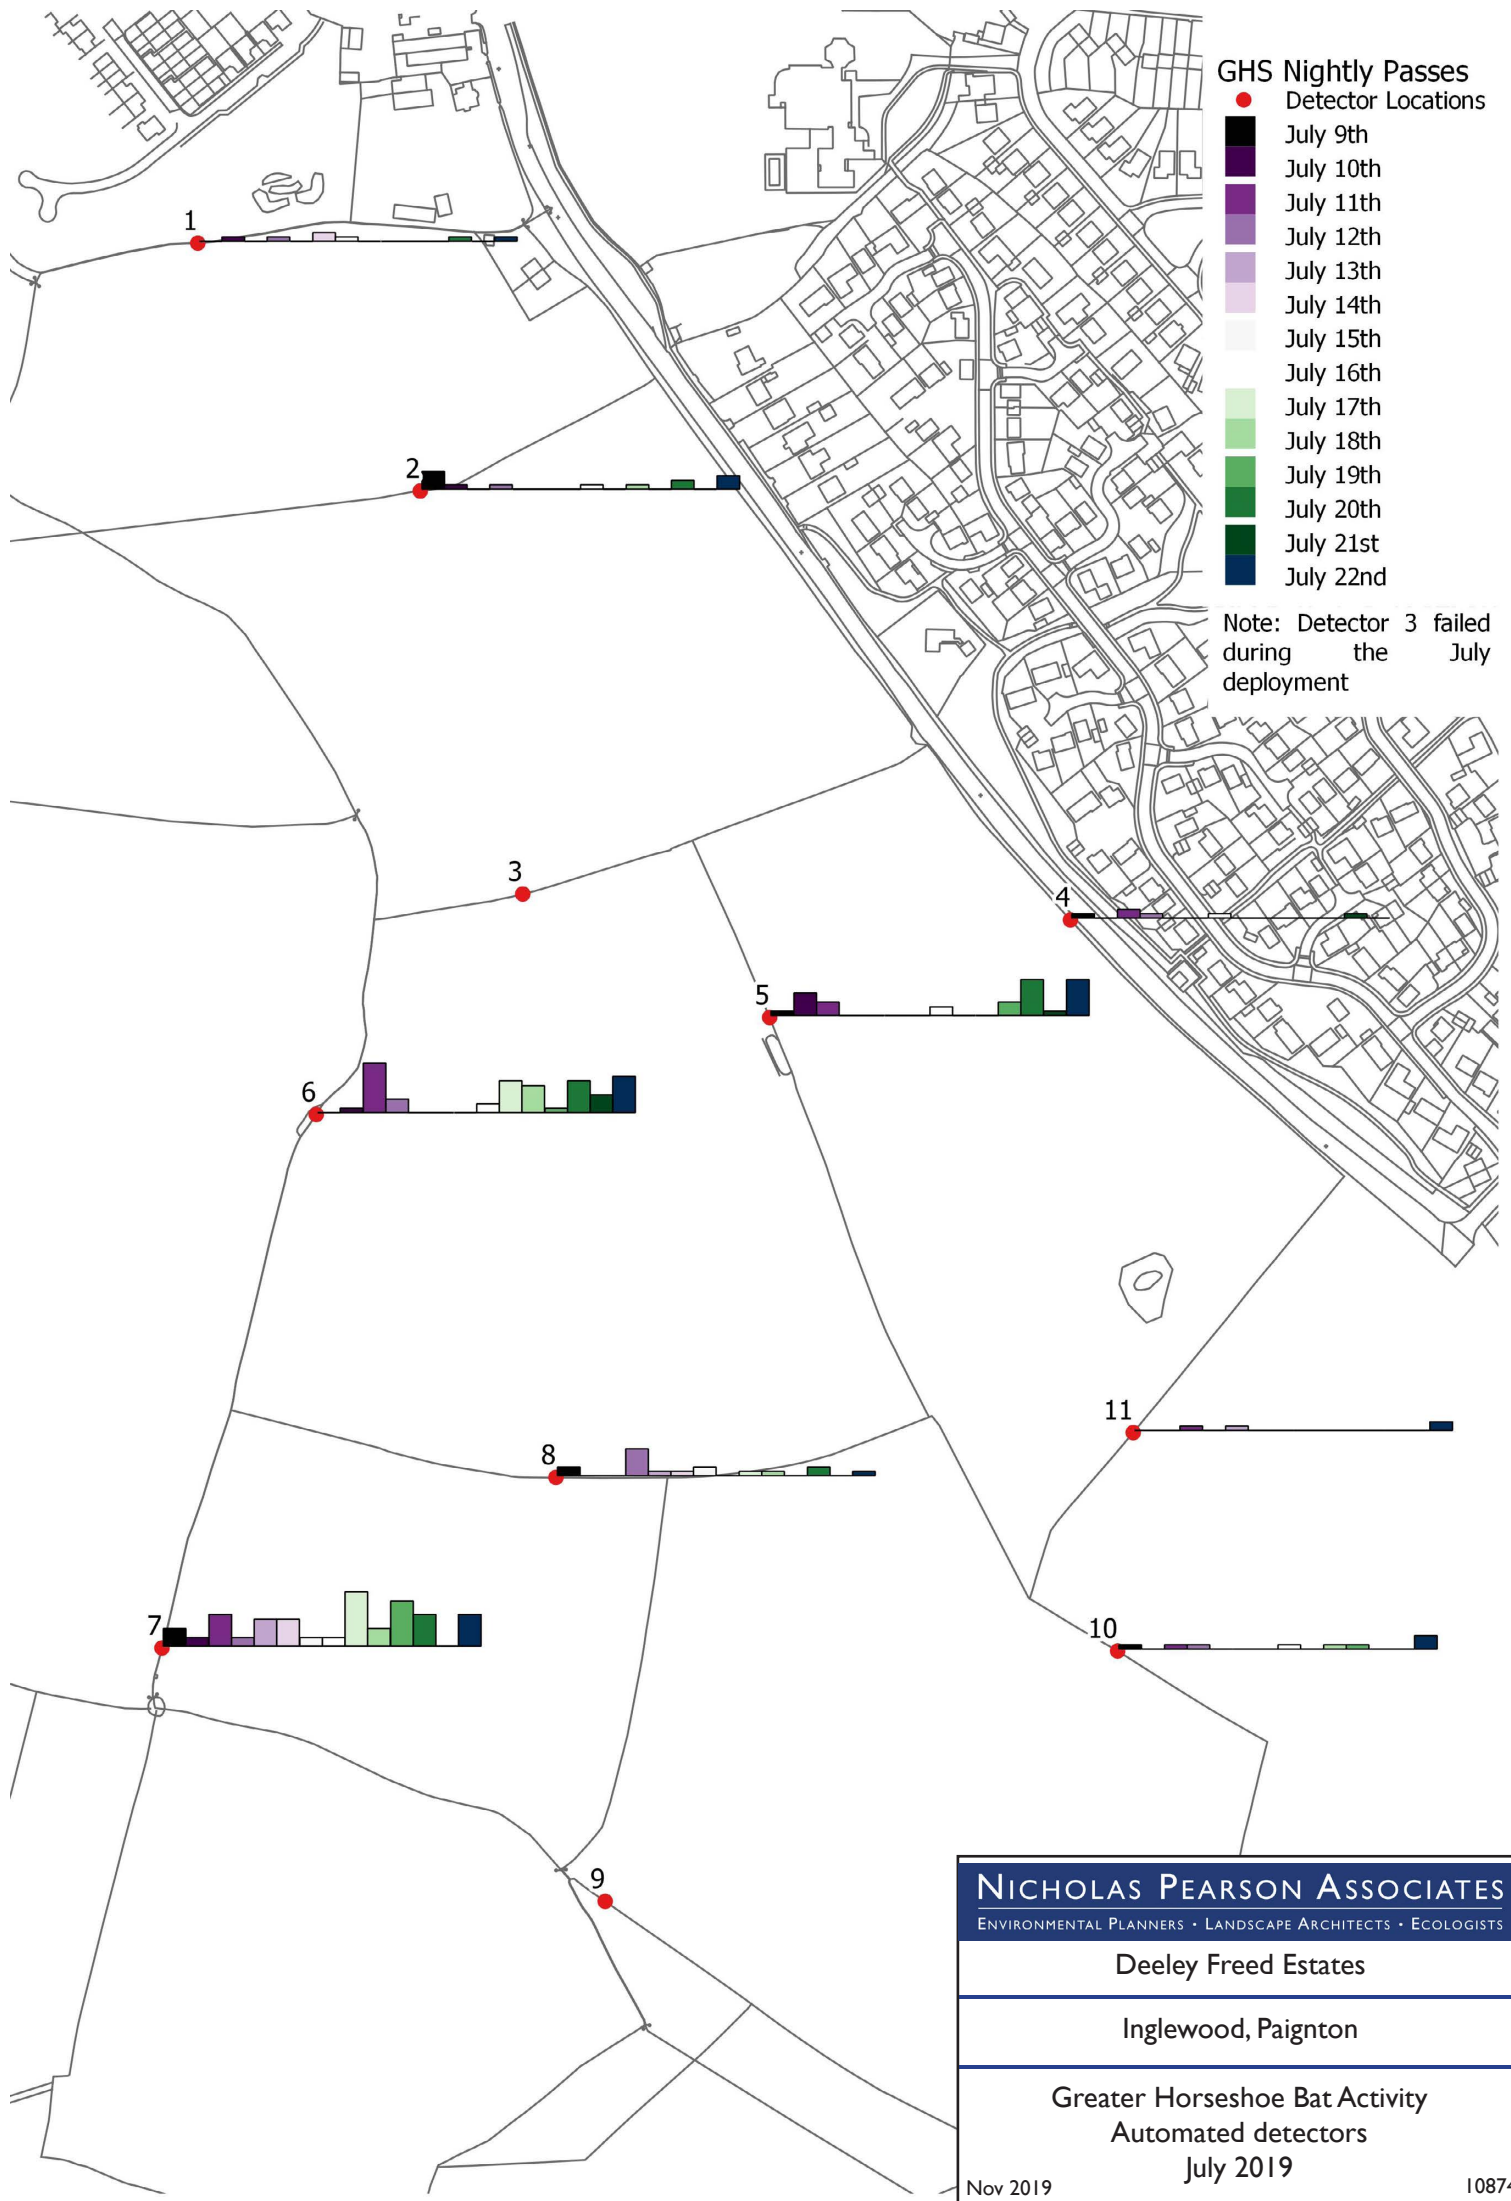 GHS Nightly Passes
Detector Locations
July 9th
July 10th
July 11th
July 12th
July 13th
July 14th
July 15th
July 16th
July 17th
July 18th
July 19th
July 20th
July 21st
July 22nd
Note: Detector 3 failed
during the July
deployment
1
2
3
4
5
6
7
8
9
10
11
NICHOLAS PEARSON ASSOCIATES
ENVIRONMENTAL PLANNERS • LANDSCAPE ARCHITECTS • ECOLOGISTS
Deeley Freed Estates
Inglewood, Paignton
Greater Horseshoe Bat Activity
Automated detectors
July 2019
Nov 2019
10874